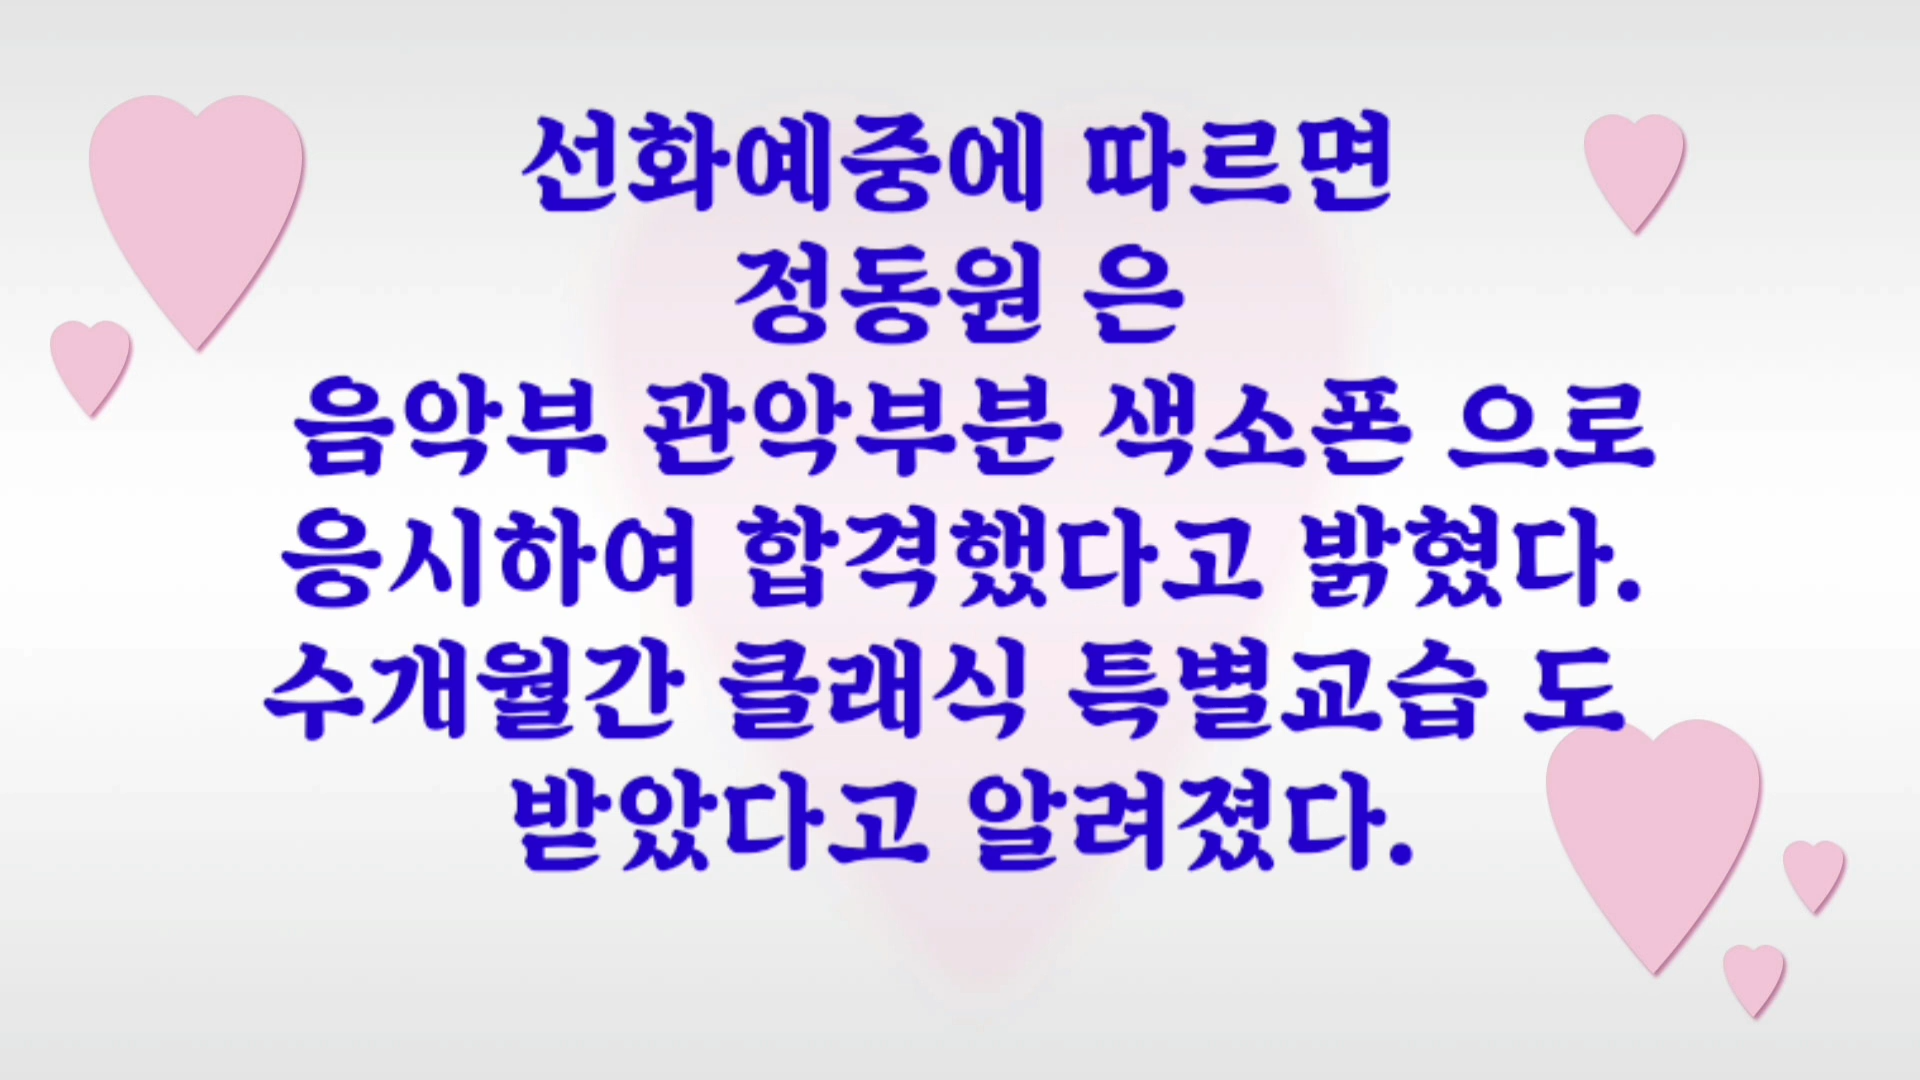 선화예중에 따르면
정동원 은
음악부 관악부분 색소폰 으로
응시하여 합격했다고 밝혔다.
수개월간 클래식 특별교습 도
받았다고 알려졌다.